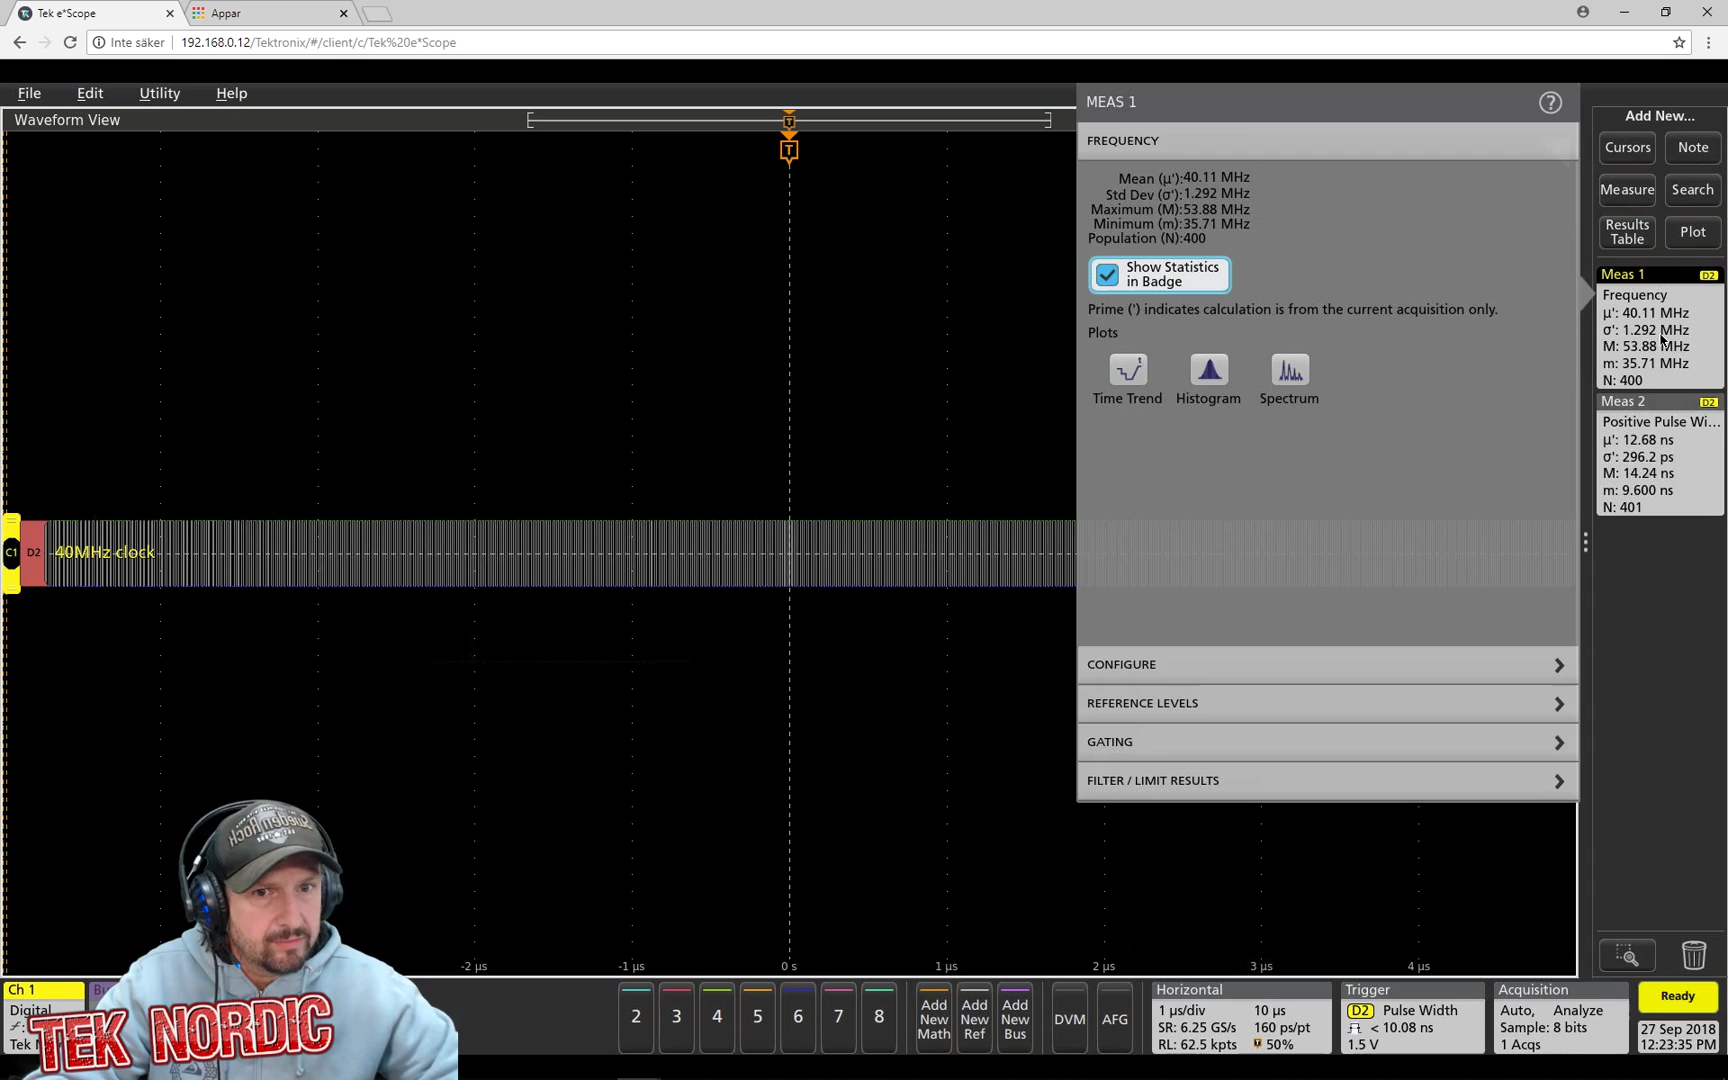 Tek e*Scope
Appar
Inte säker
192.168.0.12/Tektronix/#/client/c/Tek%20e*Scope
File
Edit
Utility
Help
Waveform View
T
T
C1
D2
40MHz clock
-2 µs
-1 µs
0 s
1 µs
2 µs
3 µs
4 µs
MEAS 1
?
FREQUENCY
Mean (µ'):40.11 MHz
Std Dev (σ'):1.292 MHz
Maximum (M):53.88 MHz
Minimum (m):35.71 MHz
Population (N):400
Show Statistics
in Badge
Prime (') indicates calculation is from the current acquisition only.
Plots
Time Trend
Histogram
Spectrum
CONFIGURE
REFERENCE LEVELS
GATING
FILTER / LIMIT RESULTS
Add New...
Cursors
Note
Measure
Search
Results
Table
Plot
Meas 1
D2
Frequency
µ': 40.11 MHz
σ': 1.292 MHz
M: 53.88 MHz
m: 35.71 MHz
N: 400
Meas 2
D2
Positive Pulse Wi...
µ': 12.68 ns
σ': 296.2 ps
M: 14.24 ns
m: 9.600 ns
N: 401
Sweden Rock
Ch 1
Digital
TEK NORDIC
2
3
4
5
6
7
8
Add
New
Math
Add
New
Ref
Add
New
Bus
DVM
AFG
Horizontal
1 µs/div
10 µs
SR: 6.25 GS/s
160 ps/pt
RL: 62.5 kpts
50%
Trigger
D2
Pulse Width
< 10.08 ns
1.5 V
Acquisition
Auto,
Analyze
Sample: 8 bits
1 Acqs
Ready
27 Sep 2018
12:23:35 PM